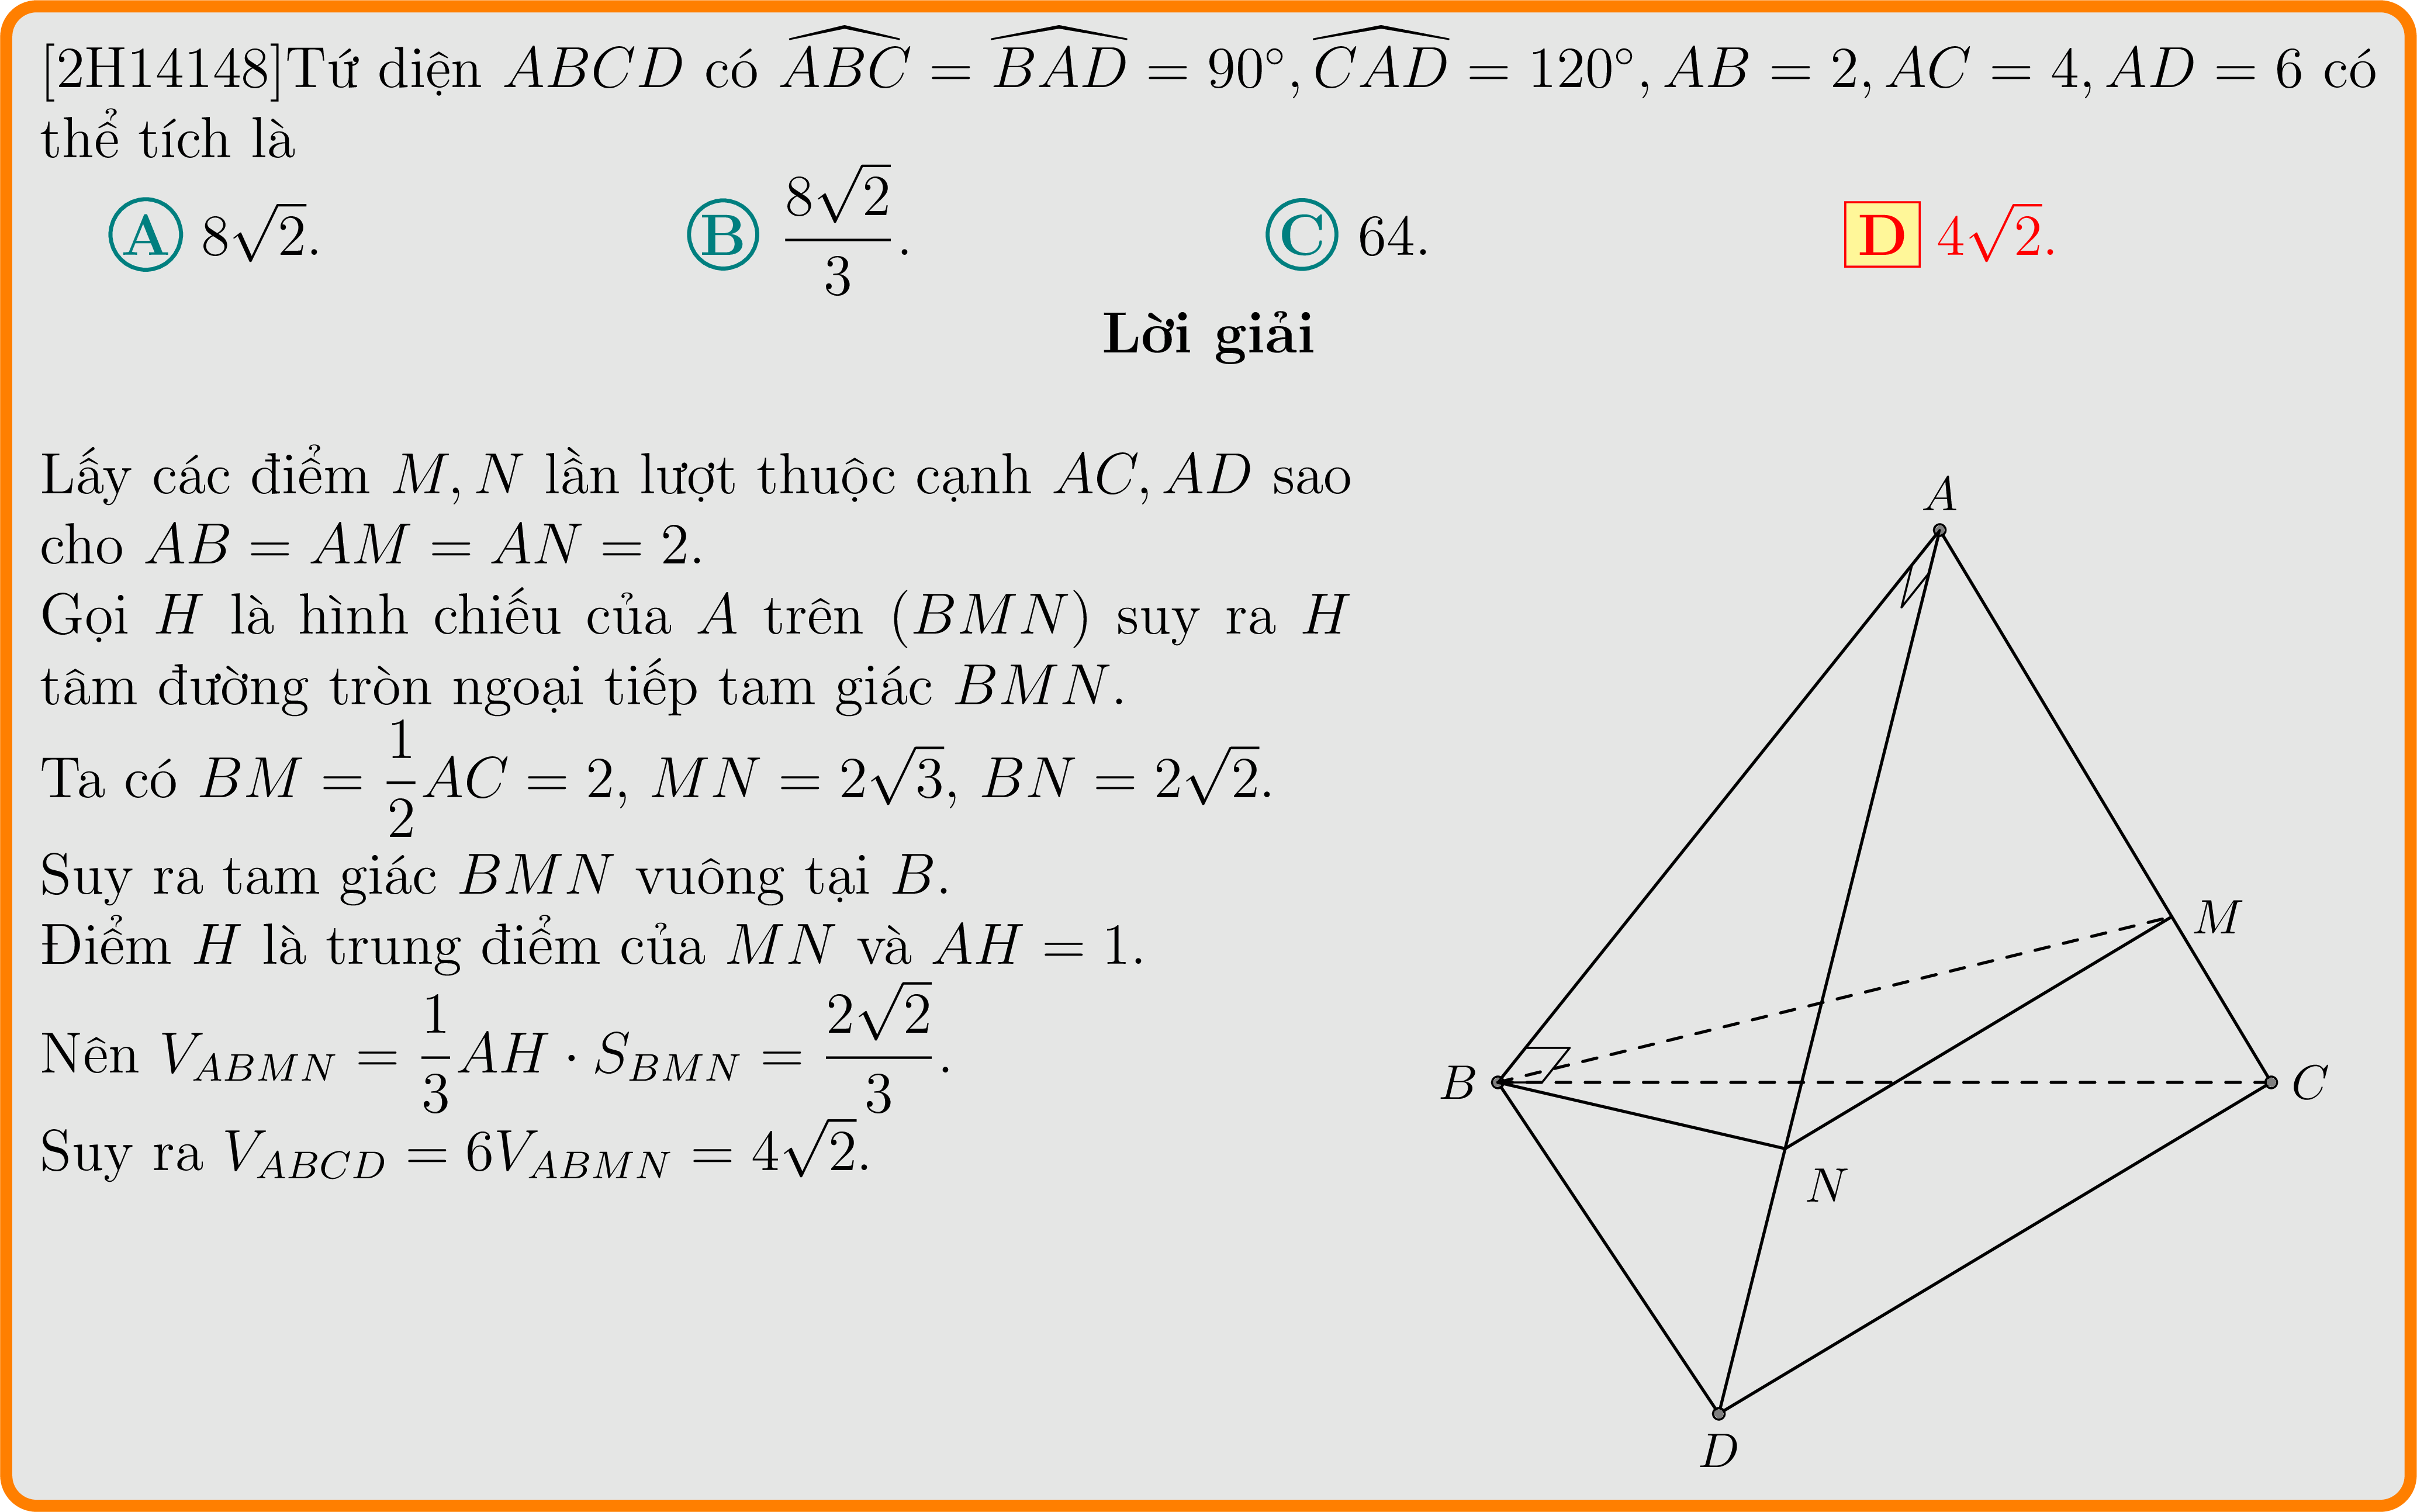 [2H14148]Tứ diện $ABCD$ có $\widehat{ABC} = \widehat{BAD} = 90^\circ, \widehat{CAD} = 120^\circ, AB = 2, AC = 4, AD = 6$ có
thể tích là
A $8\sqrt{2}$. B $\dfrac{8\sqrt{2}}{3}$. C 64. D $4\sqrt{2}$.
Lời giải
Lấy các điểm $M, N$ lần lượt thuộc cạnh $AC, AD$ sao
cho $AB = AM = AN = 2$.
Gọi $H$ là hình chiếu của $A$ trên $(BMN)$ suy ra $H$
tâm đường tròn ngoại tiếp tam giác $BMN$.
Ta có $BM = \dfrac{1}{2}AC = 2$, $MN = 2\sqrt{3}$, $BN = 2\sqrt{2}$.
Suy ra tam giác $BMN$ vuông tại $B$.
Điểm $H$ là trung điểm của $MN$ và $AH = 1$.
Nên $V_{ABMN} = \dfrac{1}{3}AH \cdot S_{BMN} = \dfrac{2\sqrt{2}}{3}$.
Suy ra $V_{ABCD} = 6V_{ABMN} = 4\sqrt{2}$.
A
M
B
C
N
D